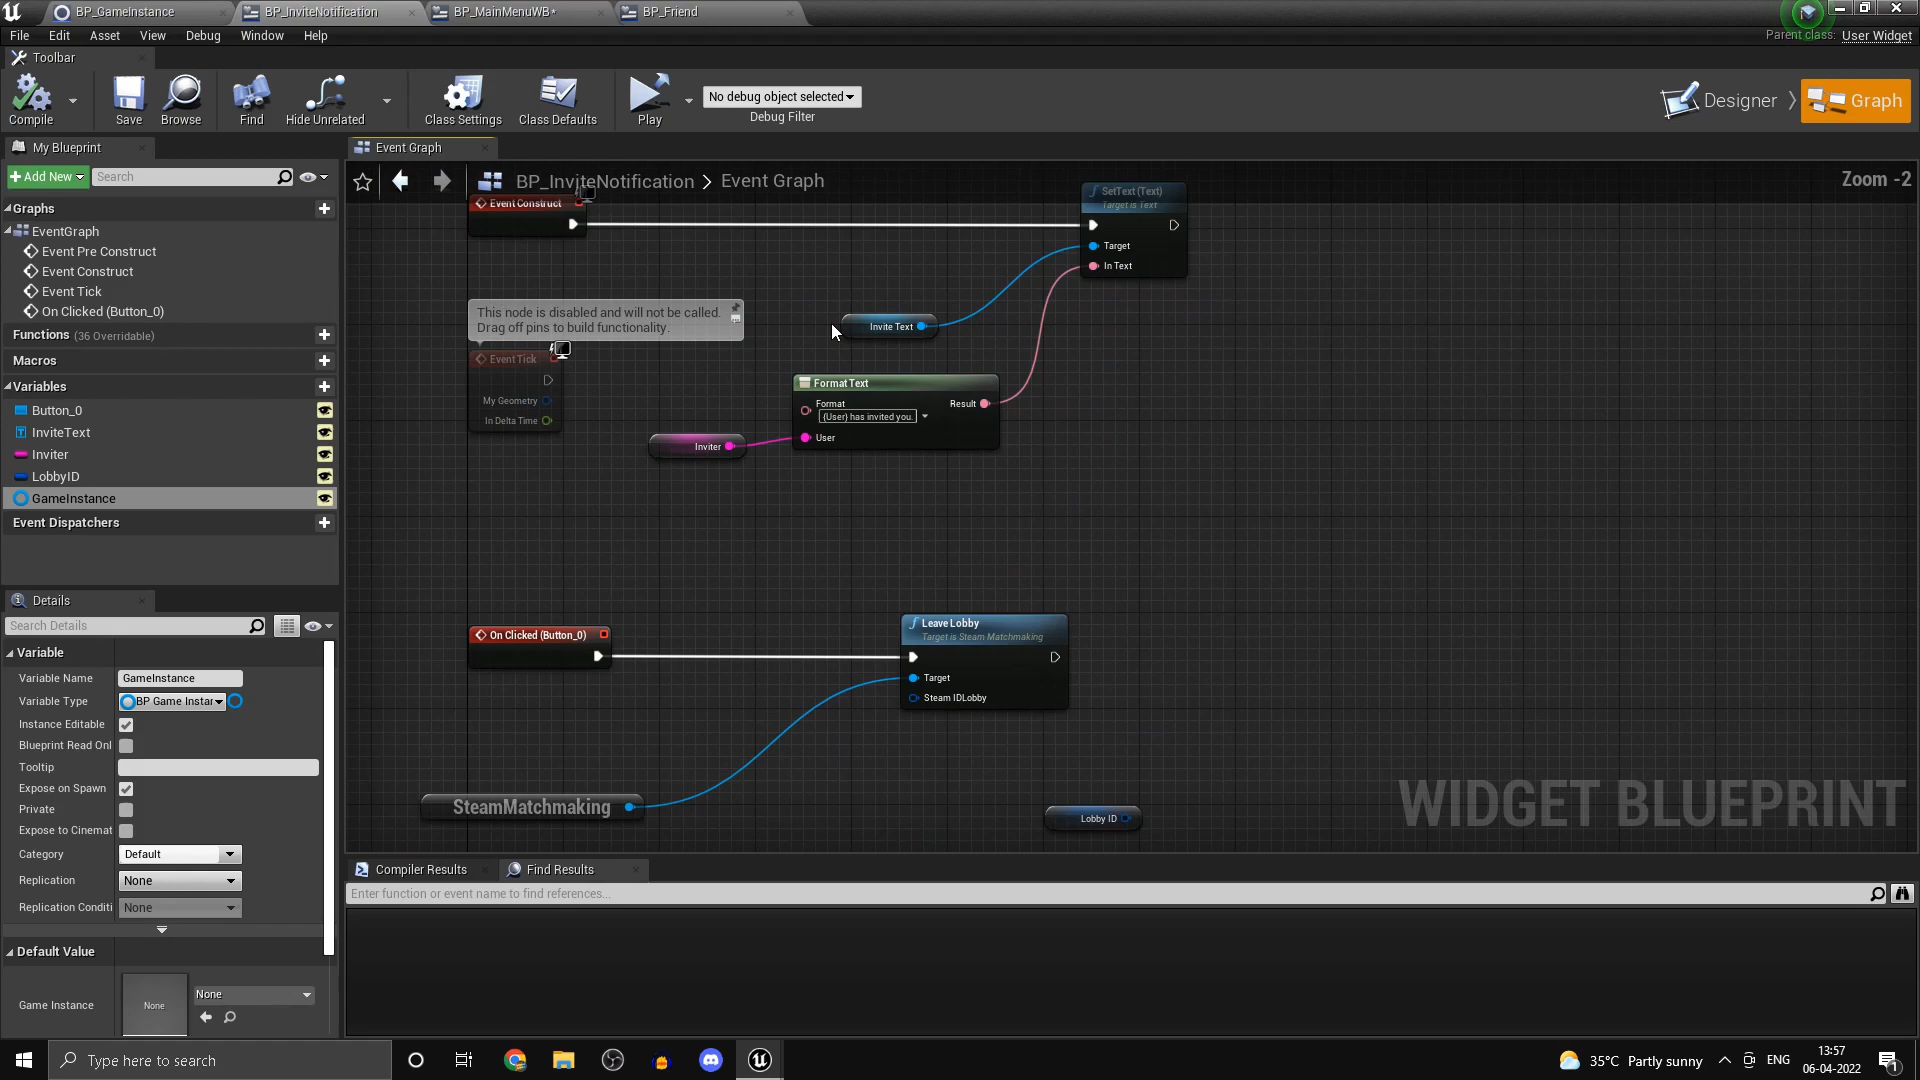 BP_GameInstance
BP_InviteNotification
BP_MainMenuWB*
BP_Friend
File Edit Asset View Debug Window Help
Parent class: User Widget
Toolbar
Compile
Save
Browse
Find
Hide Unrelated
Class Settings
Class Defaults
Play
No debug object selected
Debug Filter
Designer
Graph
My Blueprint
Event Graph
Add New
Search
BP_InviteNotification > Event Graph
Zoom -2
Graphs
EventGraph
Event Pre Construct
Event Construct
Event Tick
On Clicked (Button_0)
Functions (36 Overridable)
Macros
Variables
Button_0
InviteText
Inviter
LobbyID
GameInstance
Event Dispatchers
Event Construct
SetText (Text)
Target is Text
Target
In Text
This node is disabled and will not be called.
Drag off pins to build functionality.
Invite Text
Event Tick
My Geometry
In Delta Time
Format Text
Format
{User} has invited you.
Result
User
Inviter
On Clicked (Button_0)
Leave Lobby
Target is Steam Matchmaking
Target
Steam IDLobby
SteamMatchmaking
Lobby ID
WIDGET BLUEPRINT
Details
Search Details
Variable
Variable Name GameInstance
Variable Type BP Game Instar
Instance Editable
Blueprint Read Onl
Tooltip
Expose on Spawn
Private
Expose to Cinemat
Category Default
Replication None
Replication Conditi None
Default Value
Game Instance None None
Compiler Results
Find Results
Enter function or event name to find references...
Type here to search
35°C Partly sunny
ENG
13:57
06-04-2022
1